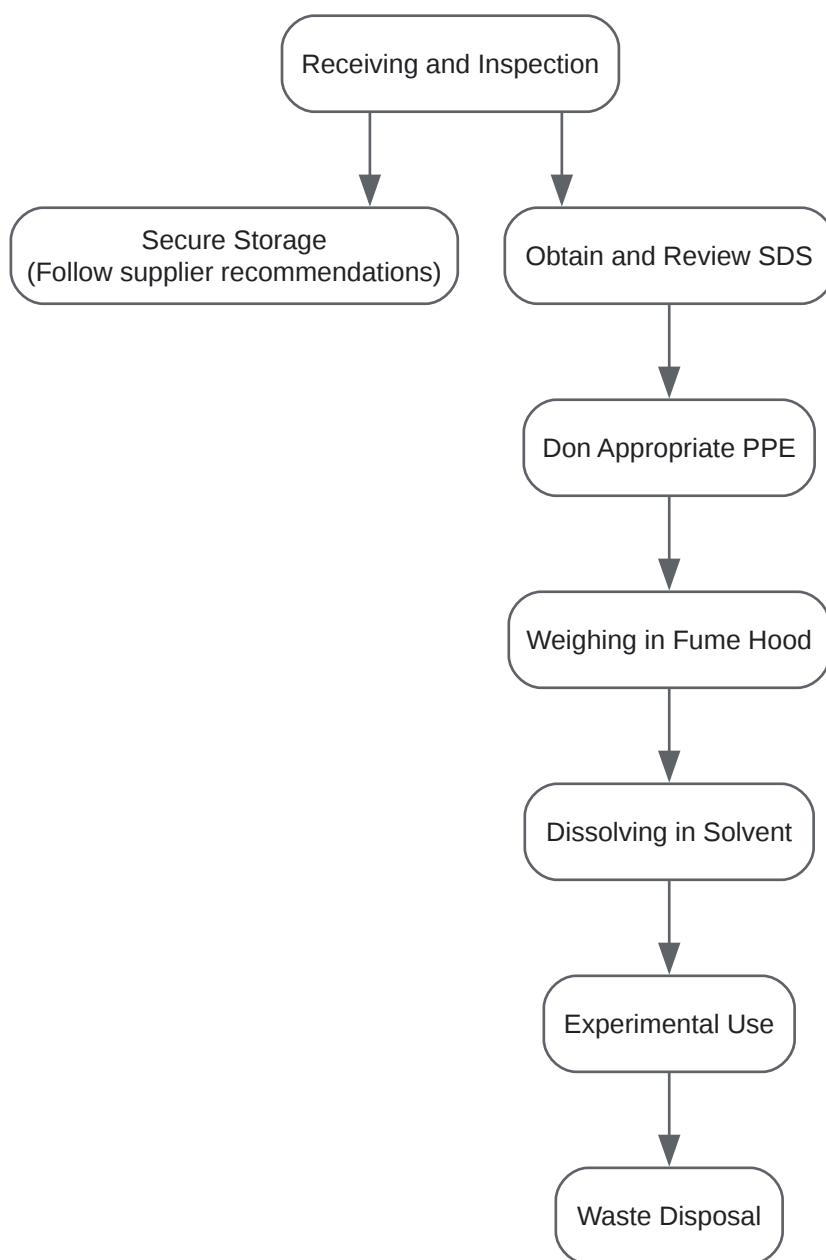 Receiving and Inspection
Secure Storage
(Follow supplier recommendations)
Obtain and Review SDS
Don Appropriate PPE
Weighing in Fume Hood
Dissolving in Solvent
Experimental Use
Waste Disposal